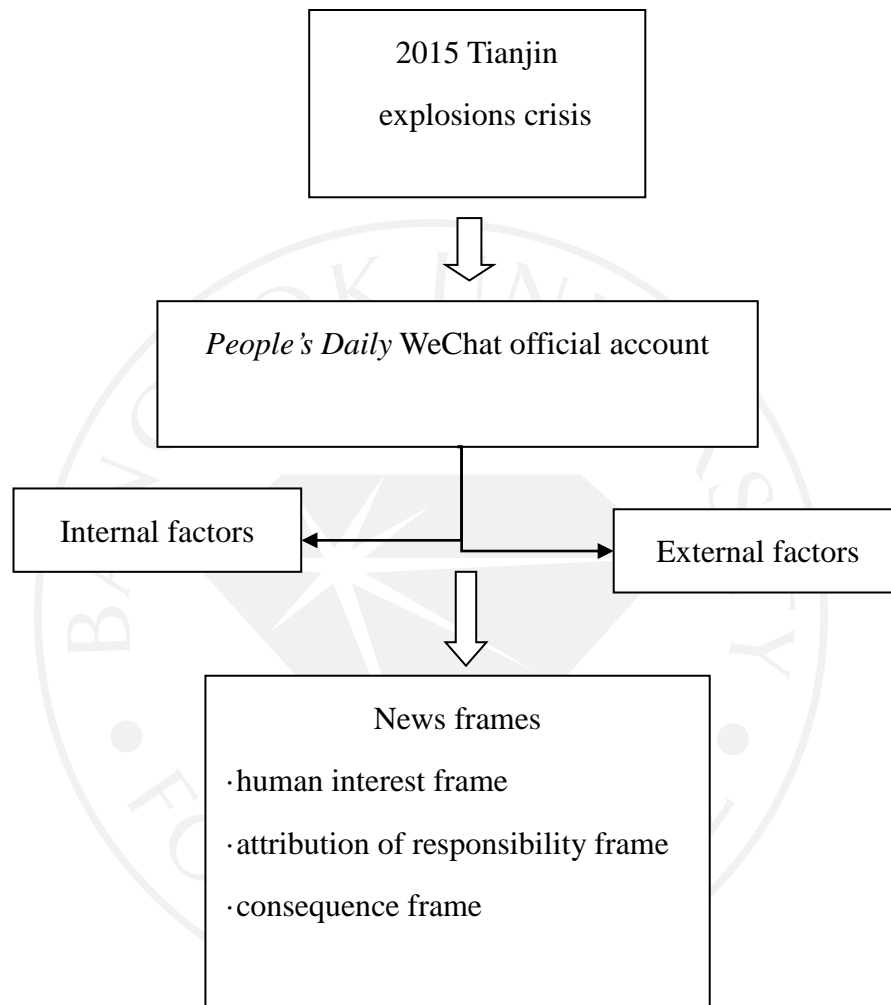 2015 Tianjin
explosions crisis
People’s Daily WeChat official account
Internal factors
External factors
News frames
·human interest frame
·attribution of responsibility frame
·consequence frame